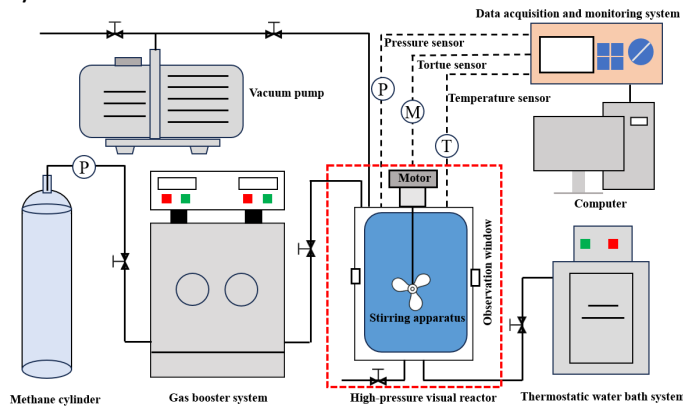 Data acquisition and monitoring system
Pressure sensor
Tortue sensor
Vacuum pump
P
Temperature sensor
M
T
P
Motor
Computer
Observation window
Stirring apparatus
Methane cylinder
Gas booster system
High-pressure visual reactor
Thermostatic water bath system